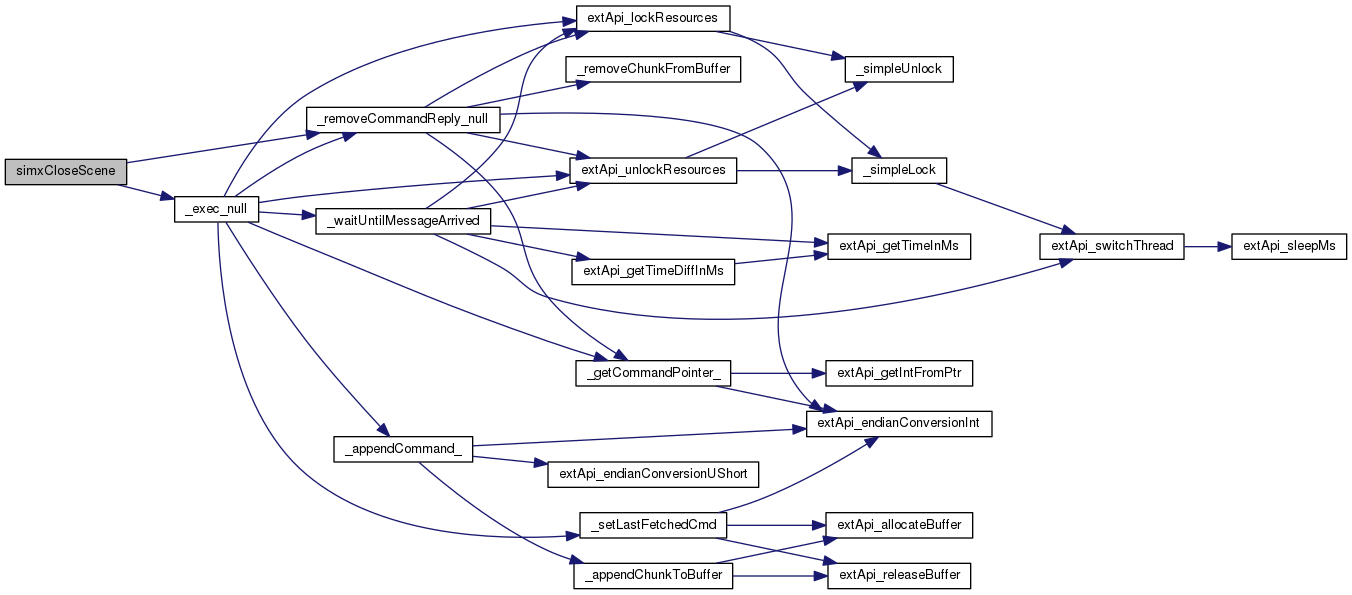 extApi_lockResources
_removeChunkFromBuffer
_simpleUnlock
_removeCommandReply_null
simxCloseScene
extApi_unlockResources
_simpleLock
_exec_null
_waitUntilMessageArrived
extApi_getTimeInMs
extApi_switchThread
extApi_sleepMs
extApi_getTimeDiffInMs
_getCommandPointer_
extApi_getIntFromPtr
extApi_endianConversionInt
_appendCommand_
extApi_endianConversionUShort
_setLastFetchedCmd
extApi_allocateBuffer
_appendChunkToBuffer
extApi_releaseBuffer